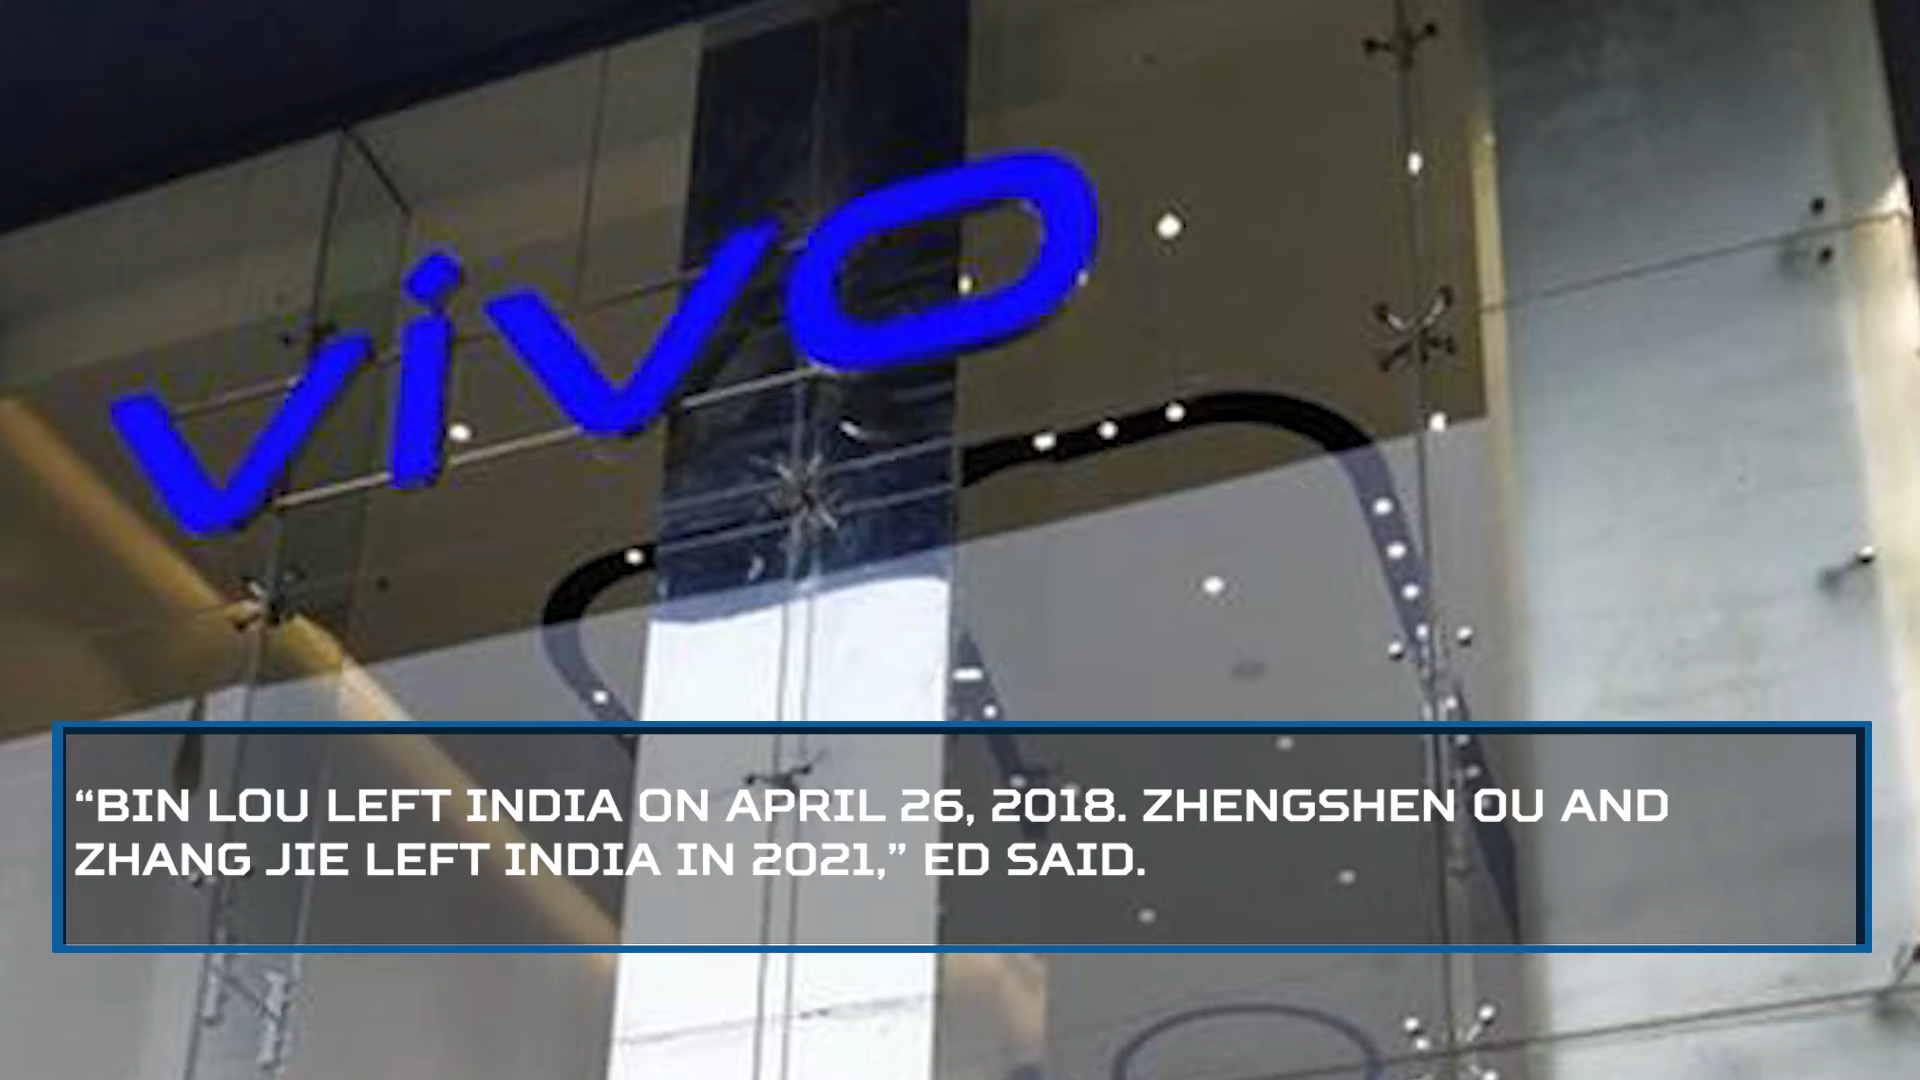 vivo
“BIN LOU LEFT INDIA ON APRIL 26, 2018. ZHENGSHEN OU AND
ZHANG JIE LEFT INDIA IN 2021,” ED SAID.